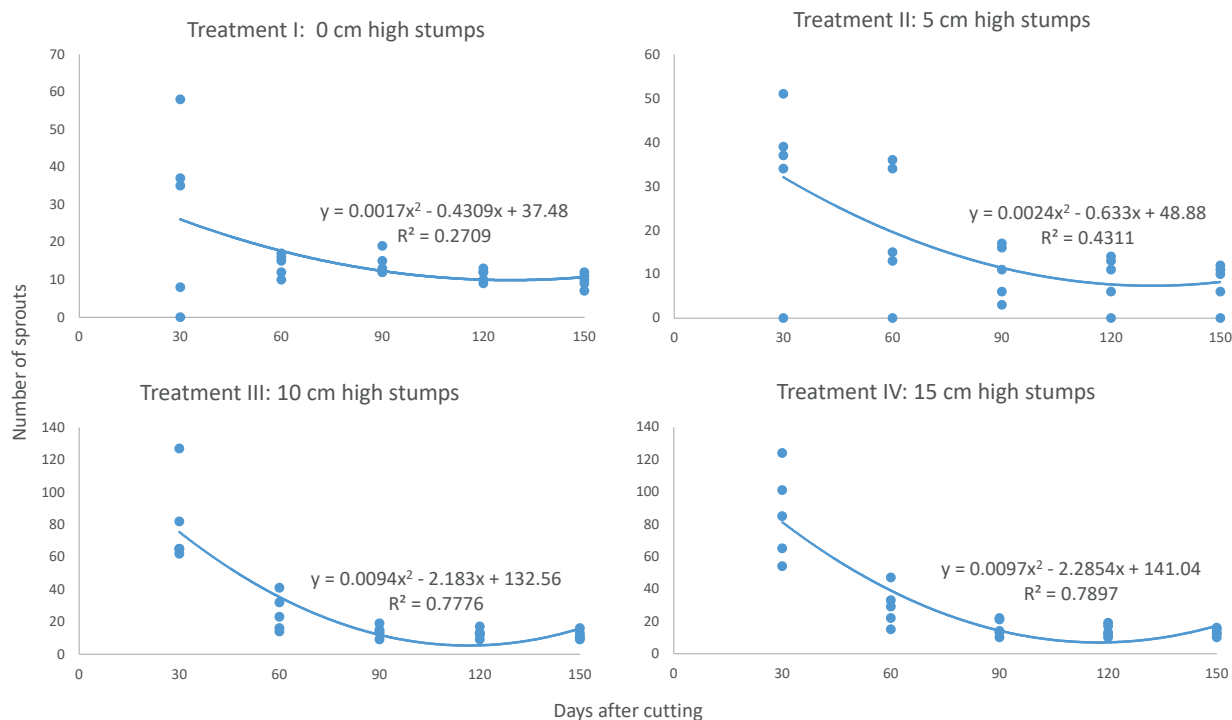 Treatment I: 0 cm high stumps
70
60
50
40
30
20
10
0
y = 0.0017x² - 0.4309x + 37.48
R² = 0.2709
0 30 60 90 120 150
Treatment II: 5 cm high stumps
60
50
40
30
20
10
0
y = 0.0024x² - 0.633x + 48.88
R² = 0.4311
0 30 60 90 120 150
Number of sprouts
Treatment III: 10 cm high stumps
140
120
100
80
60
40
20
0
y = 0.0094x² - 2.183x + 132.56
R² = 0.7776
0 30 60 90 120 150
Treatment IV: 15 cm high stumps
140
120
100
80
60
40
20
0
y = 0.0097x² - 2.2854x + 141.04
R² = 0.7897
0 30 60 90 120 150
Days after cutting